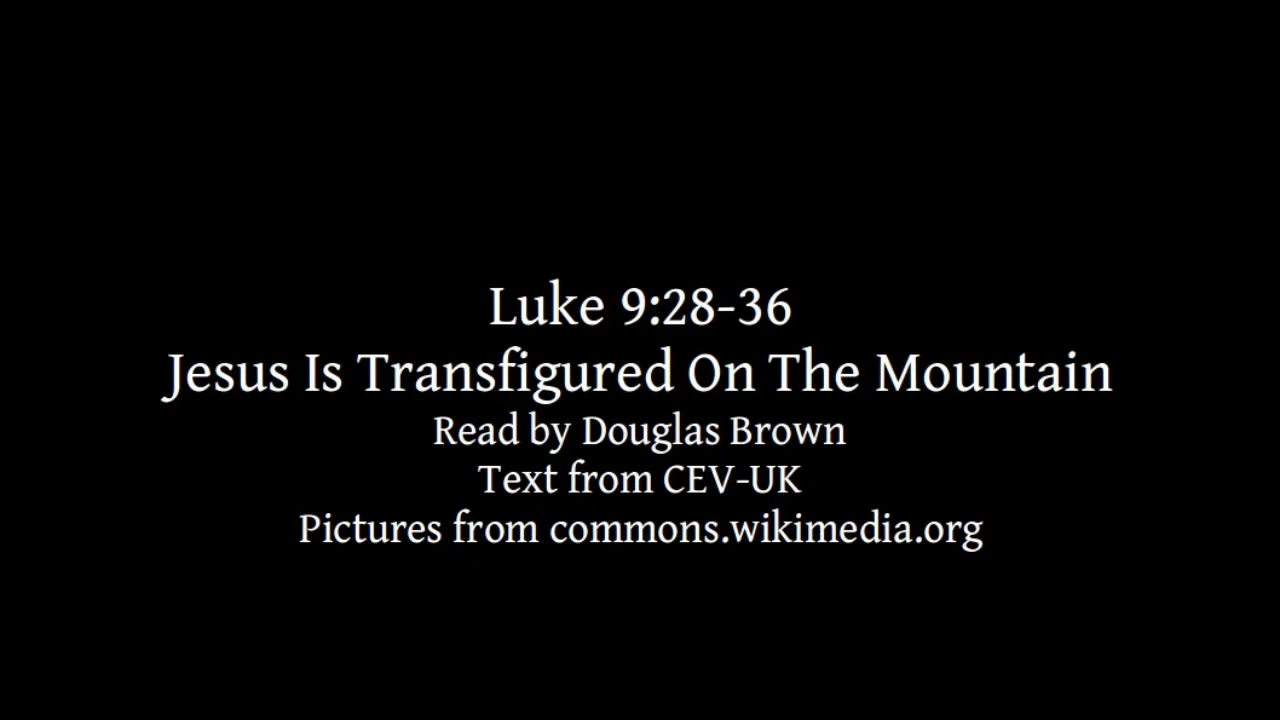 Luke 9:28-36
Jesus Is Transfigured On The Mountain
Read by Douglas Brown
Text from CEV-UK
Pictures from commons.wikimedia.org